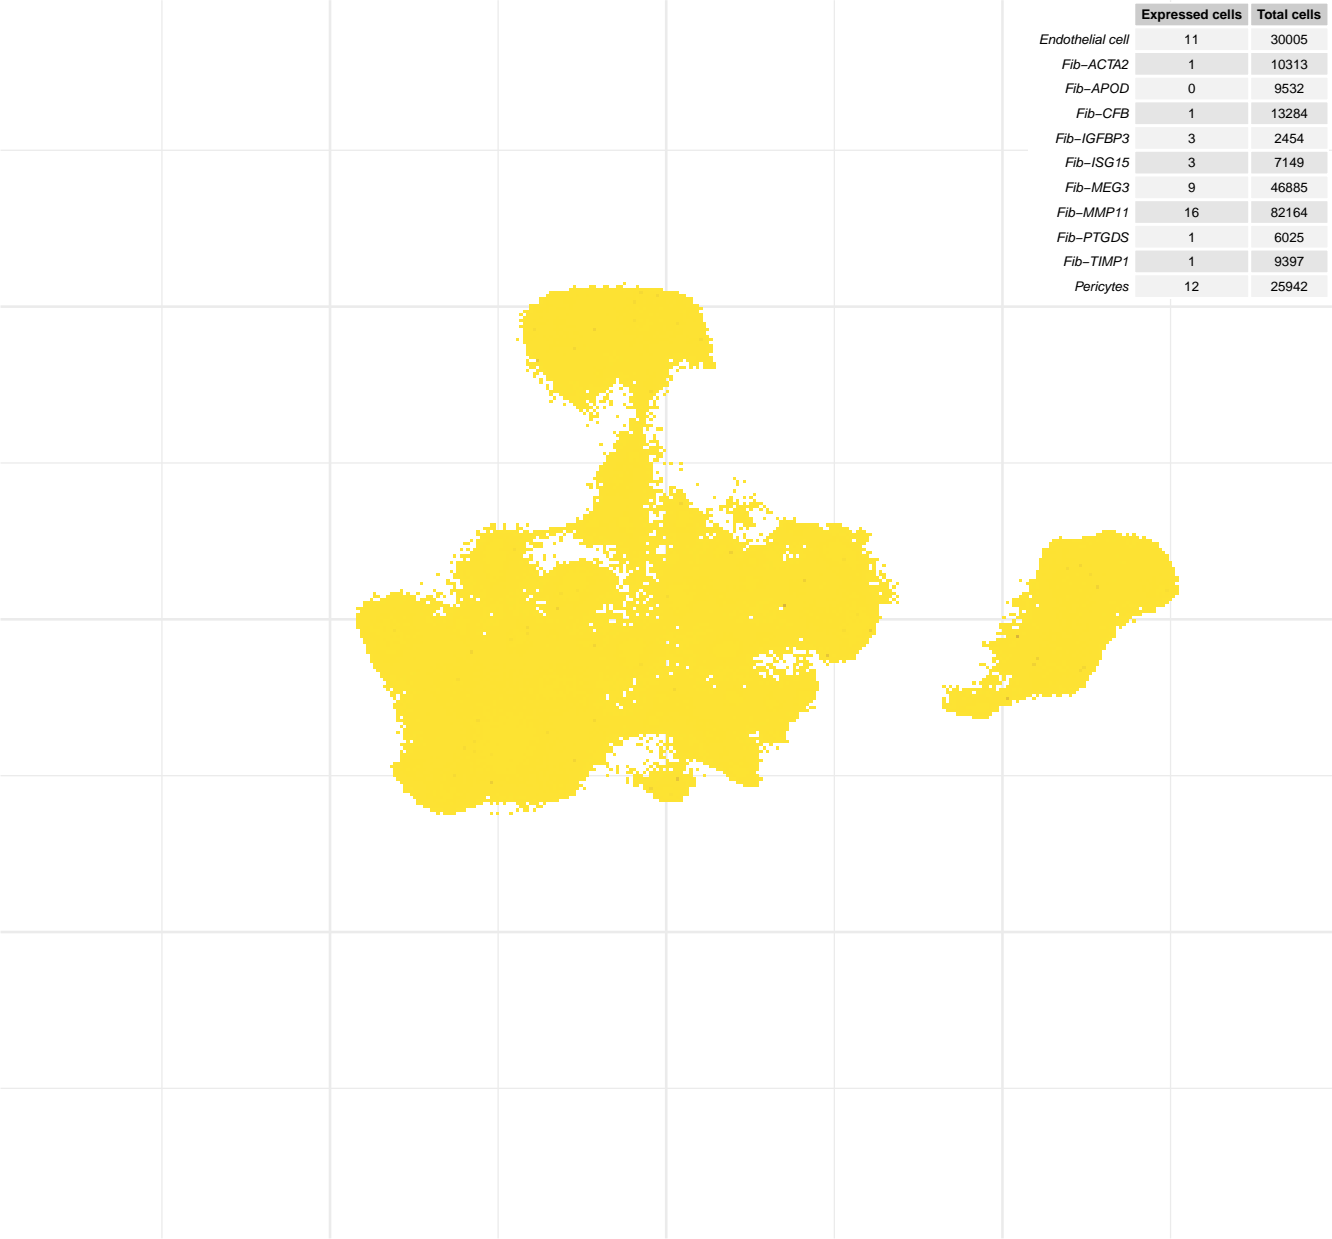 Expressed cells Total cells
Endothelial cell 11 30005
Fib−ACTA2 1 10313
Fib−APOD 0 9532
Fib−CFB 1 13284
Fib−IGFBP3 3 2454
Fib−ISG15 3 7149
Fib−MEG3 9 46885
Fib−MMP11 16 82164
Fib−PTGDS 1 6025
Fib−TIMP1 1 9397
Pericytes 12 25942